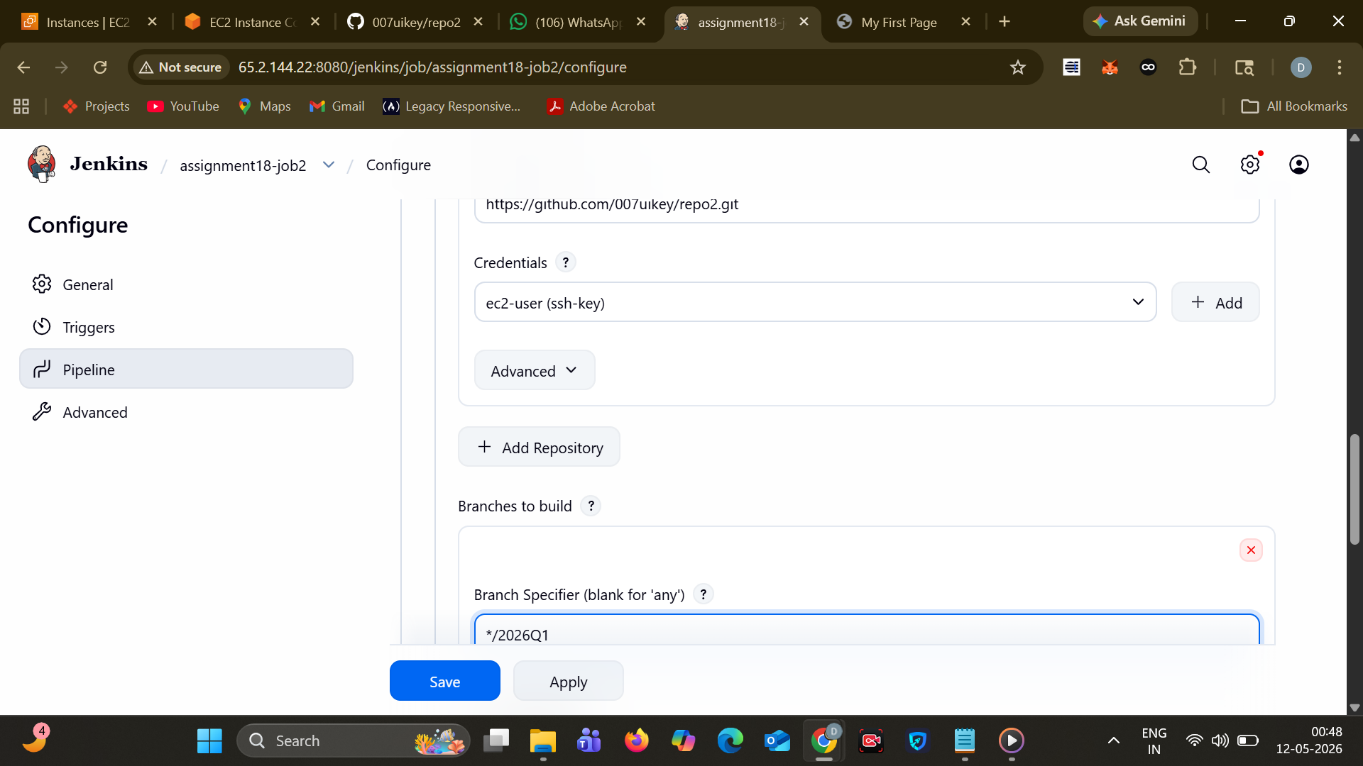 Instances | EC2
EC2 Instance Co
007uikey/repo2
(106) WhatsApp
assignment18-j
My First Page
Ask Gemini
Not secure
65.2.144.22:8080/jenkins/job/assignment18-job2/configure
D
Projects
YouTube
Maps
Gmail
Legacy Responsive...
Adobe Acrobat
All Bookmarks
Jenkins / assignment18-job2 / Configure
Configure
General
Triggers
Pipeline
Advanced
https://github.com/007uikey/repo2.git
Credentials ?
ec2-user (ssh-key)
+ Add
Advanced
+ Add Repository
Branches to build ?
Branch Specifier (blank for 'any') ?
*/2026Q1
Save
Apply
4
Search
D
ENG
IN
00:48
12-05-2026